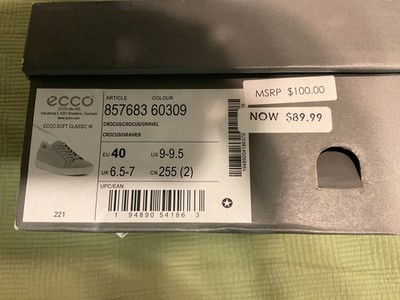 ecco
ECCO Sko A/S
ECCO SOFT CLASSIC W
ARTICLE COLOUR
857683 60309
CROCUS/CROCUS/GRAVEL
CROCUS/GRAVIER
EU 40 US 9-9.5
UK 6.5-7 CN 255 (2)
UPC/EAN
1 94890 54186 3
221
MSRP $100.00
NOW $89.99